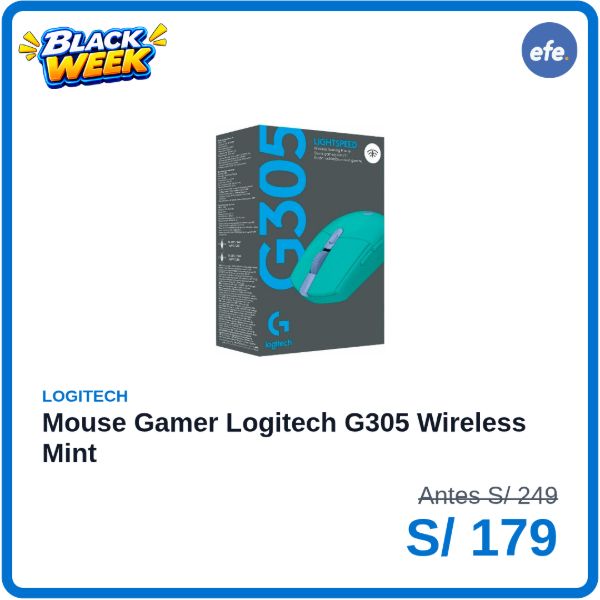 BLACK
WEEK
efe.
G305
LIGHTSPEED
logitech
LOGITECH
Mouse Gamer Logitech G305 Wireless
Mint
Antes S/ 249
S/ 179